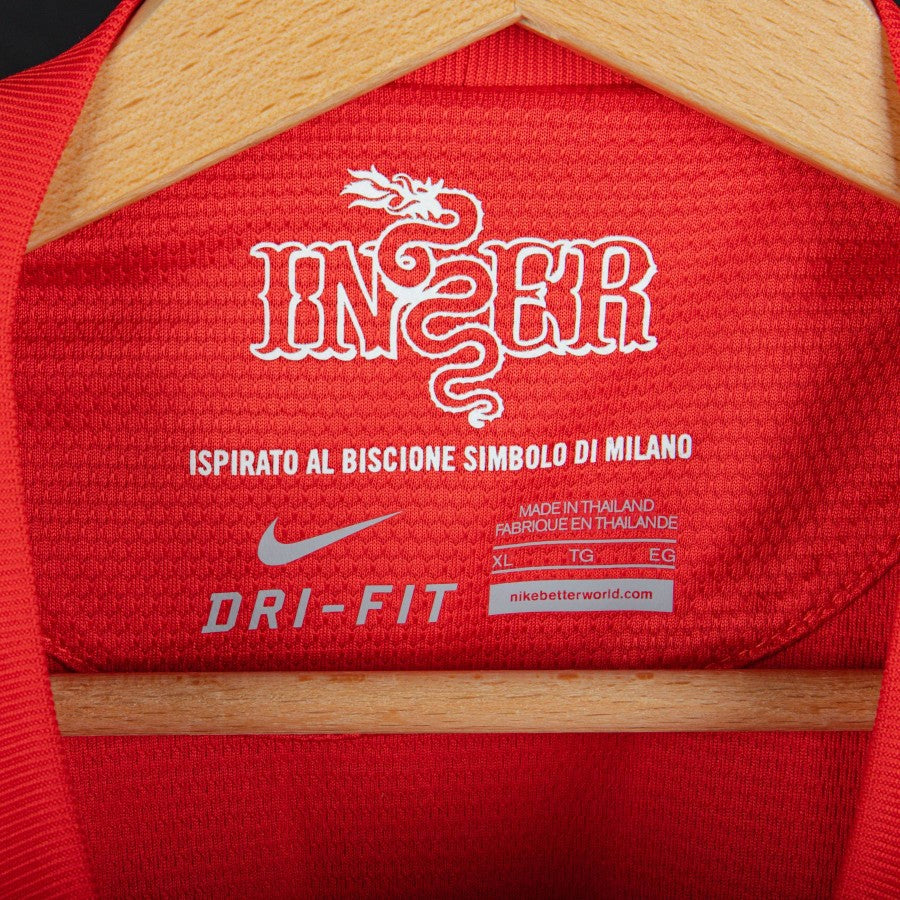 INTER
ISPIRATO AL BISCIONE SIMBOLO DI MILANO
DRI-FIT
MADE IN THAILAND
FABRIQUE EN THAILANDE
XL TG EG
nikebetterworld.com